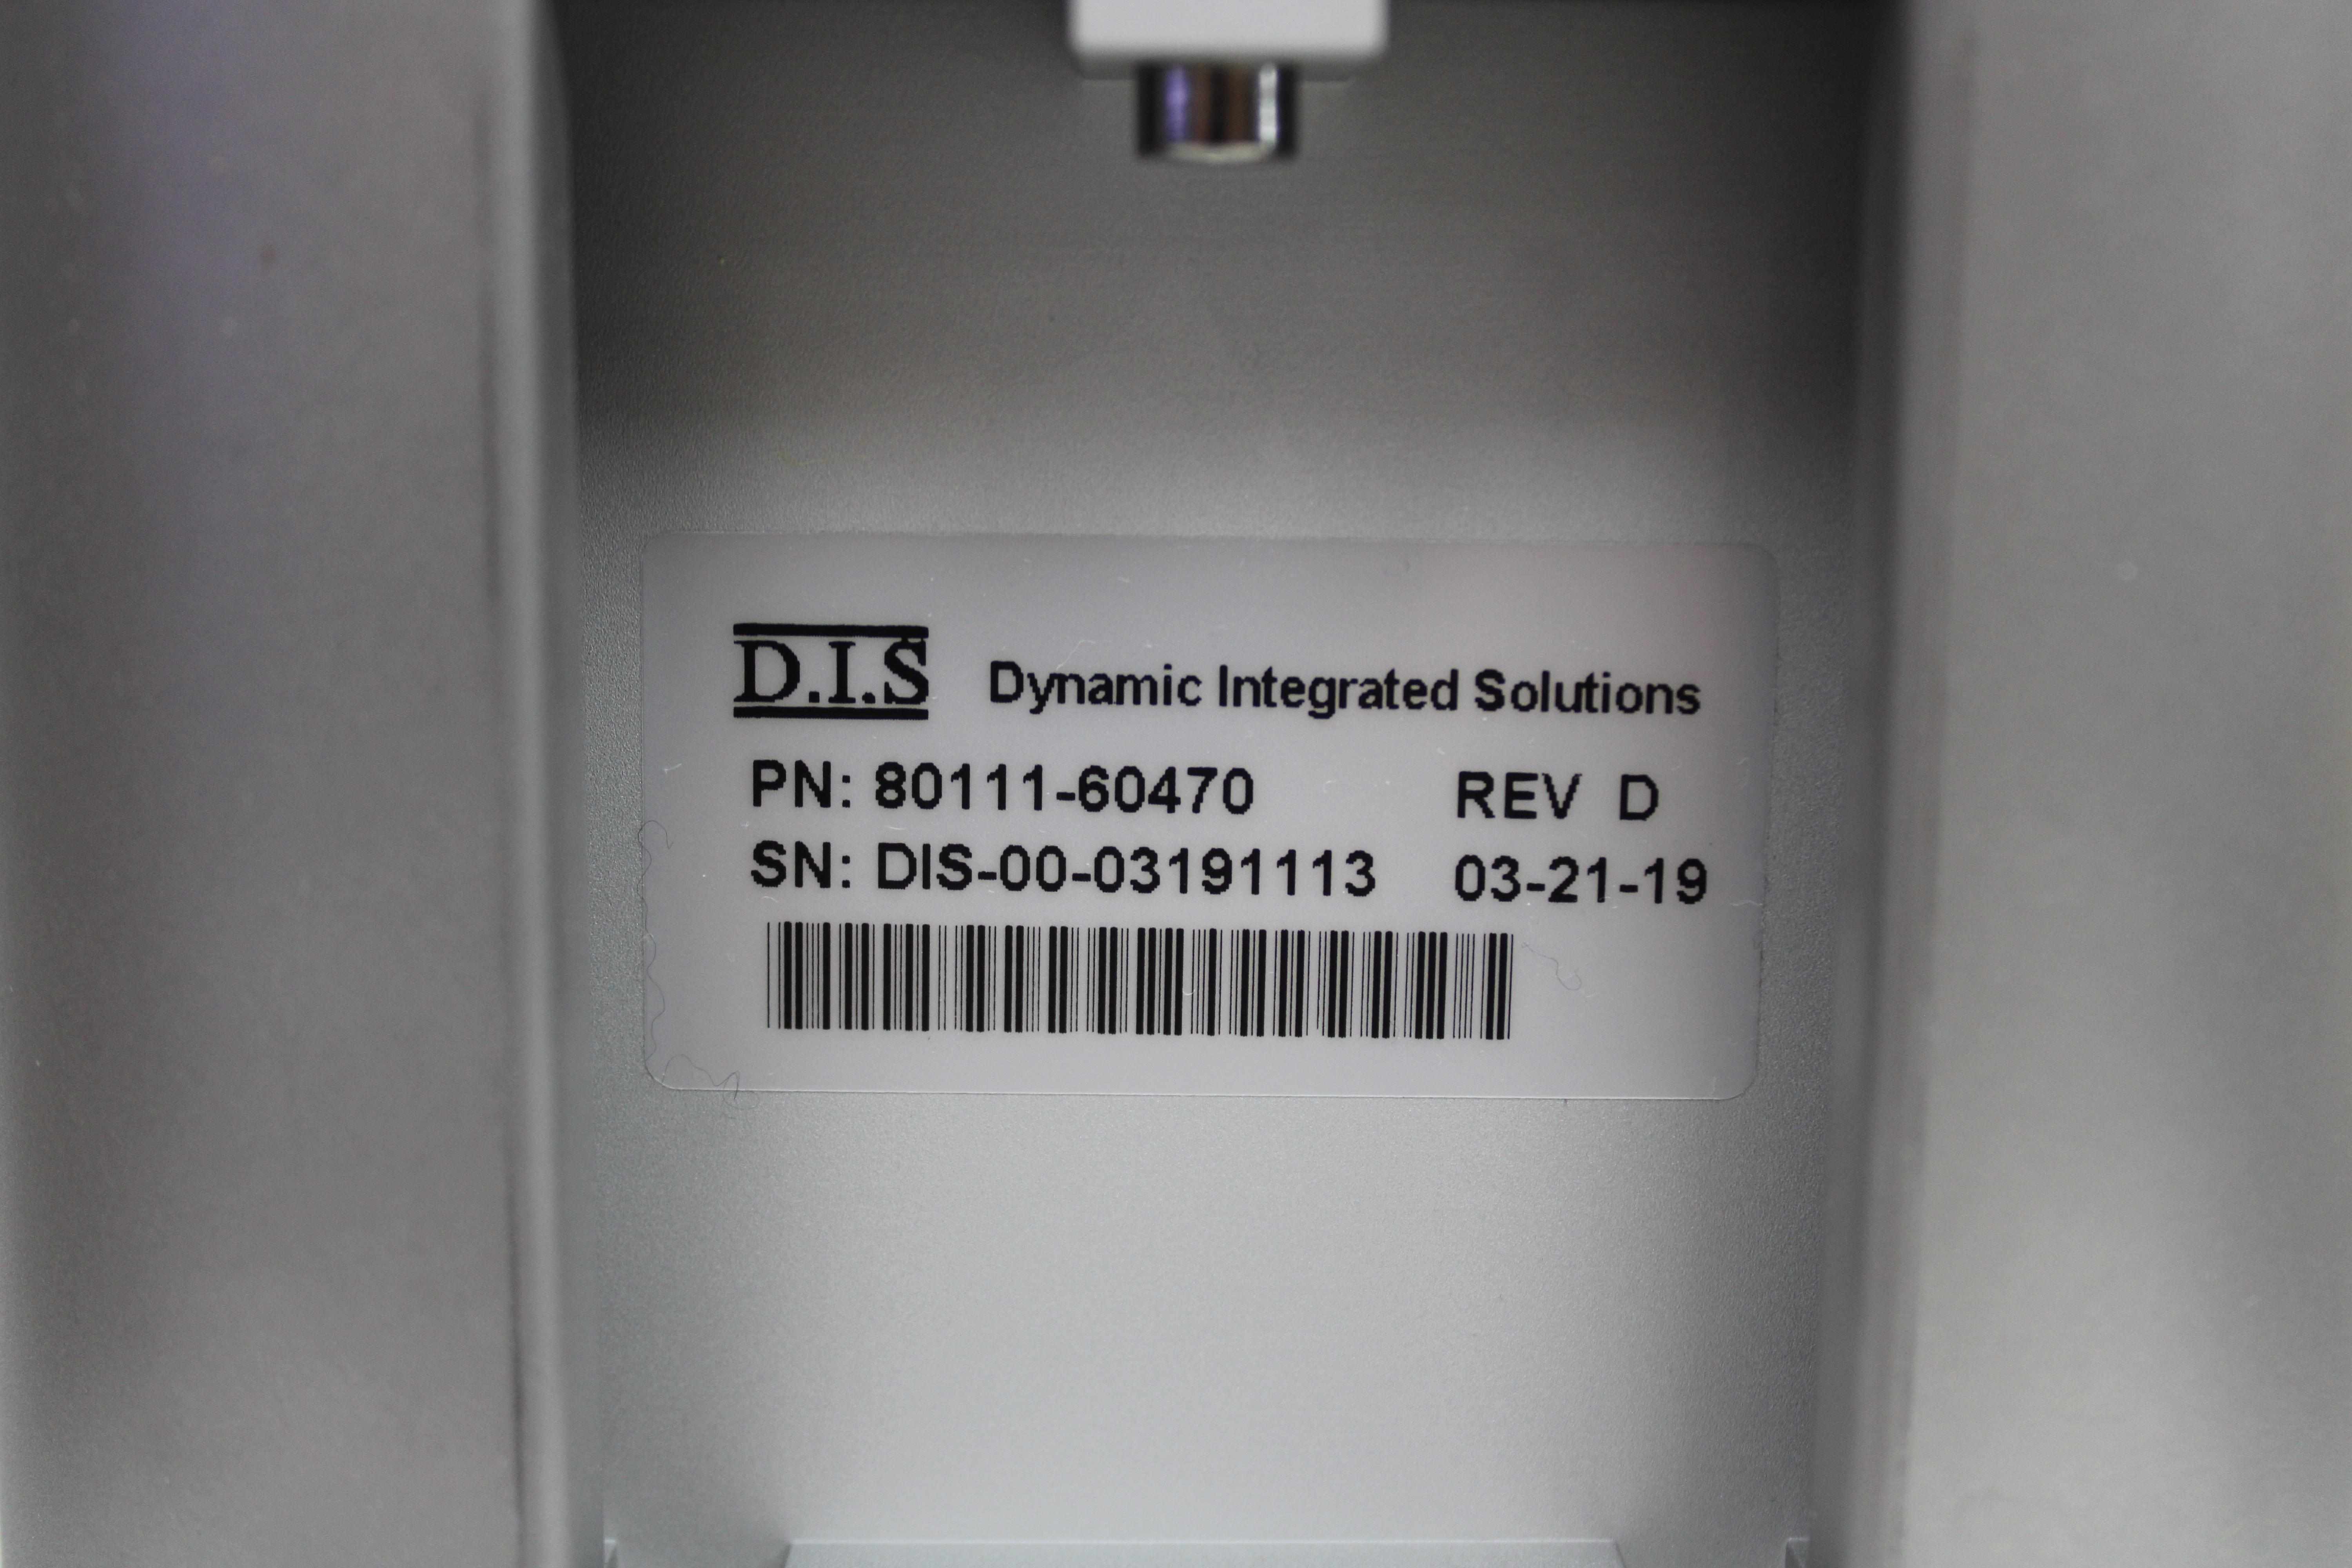 D.I.S Dynamic Integrated Solutions
PN: 80111-60470 REV D
SN: DIS-00-03191113 03-21-19